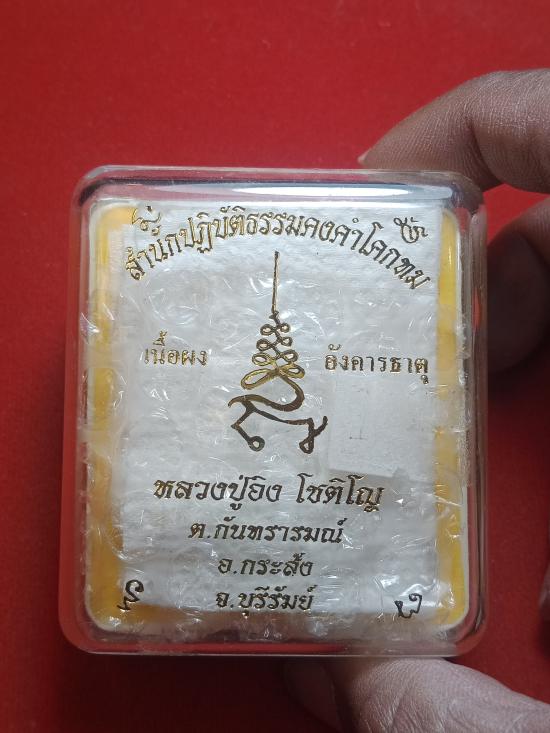 สำนักปฏิบัติธรรมดงคำโคกหม
เนื้อผง
อังคารธาตุ
หลวงปู่อิง โชติโญ
ต.กันทรารมณ์
อ.กระสัง
จ.บุรีรัมย์